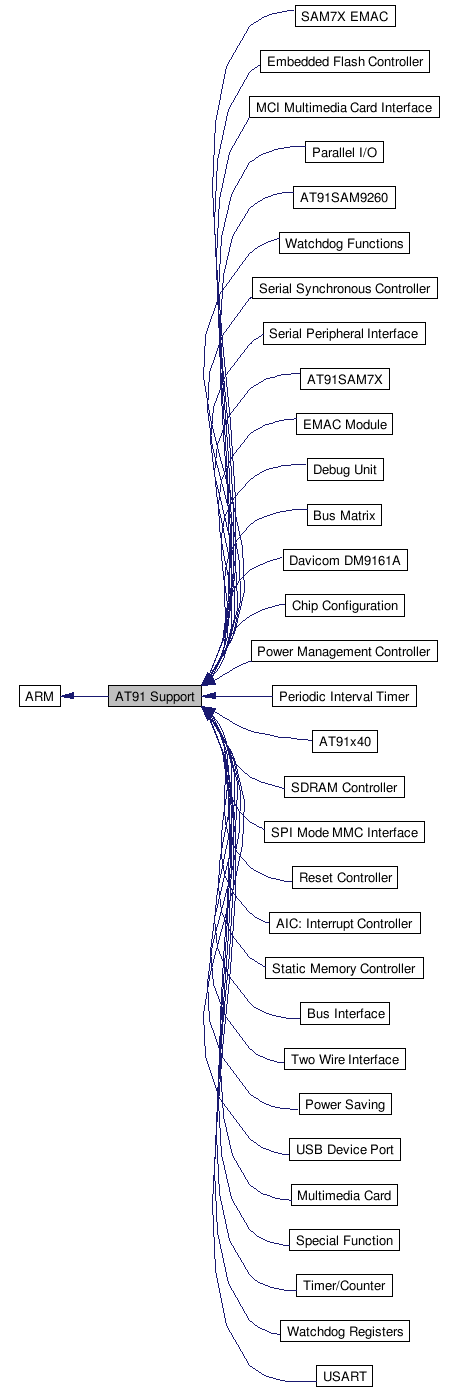 SAM7X EMAC
Embedded Flash Controller
MCI Multimedia Card Interface
Parallel I/O
AT91SAM9260
Watchdog Functions
Serial Synchronous Controller
Serial Peripheral Interface
AT91SAM7X
EMAC Module
Debug Unit
Bus Matrix
Davicom DM9161A
Chip Configuration
Power Management Controller
ARM
AT91 Support
Periodic Interval Timer
AT91x40
SDRAM Controller
SPI Mode MMC Interface
Reset Controller
AIC: Interrupt Controller
Static Memory Controller
Bus Interface
Two Wire Interface
Power Saving
USB Device Port
Multimedia Card
Special Function
Timer/Counter
Watchdog Registers
USART